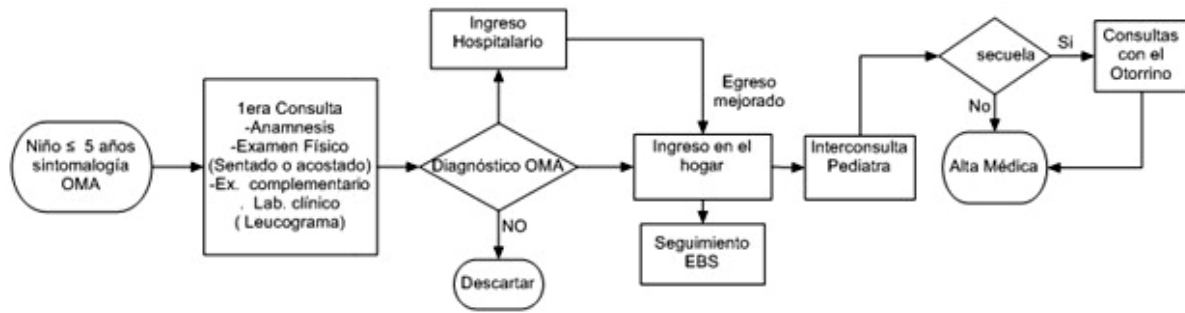 Niño ≤ 5 años
sintomalogía
OMA
1era Consulta
-Anamnesis
-Examen Físico
(Sentado o acostado)
-Ex. complementario
. Lab. clínico
( Leucograma)
Ingreso
Hospitalario
Diagnóstico OMA
NO
Descartar
Egreso
mejorado
Ingreso en el
hogar
Seguimiento
EBS
Interconsulta
Pediatra
secuela
Si
No
Consultas
con el
Otorrino
Alta Médica